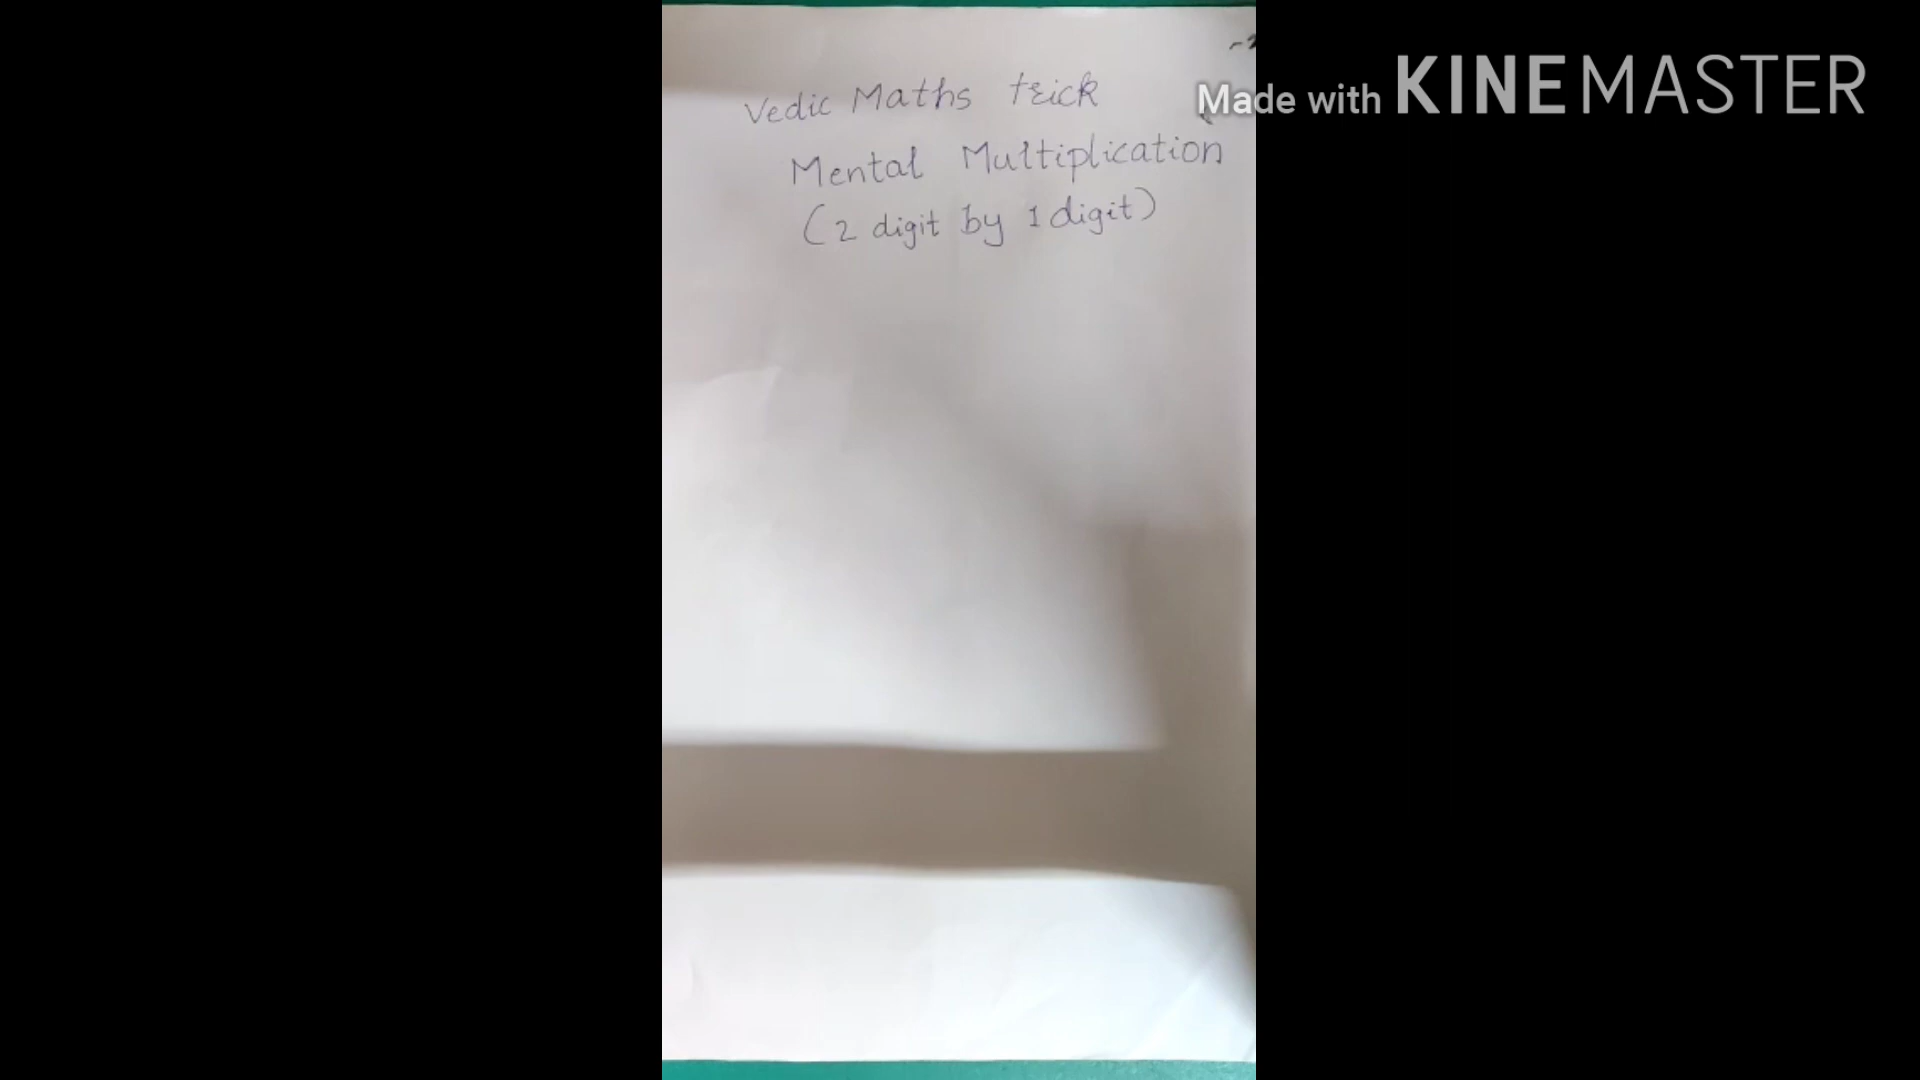 Vedic Maths trick
Made with KINEMASTER
Mental Multiplication
(2 digit by 1 digit)